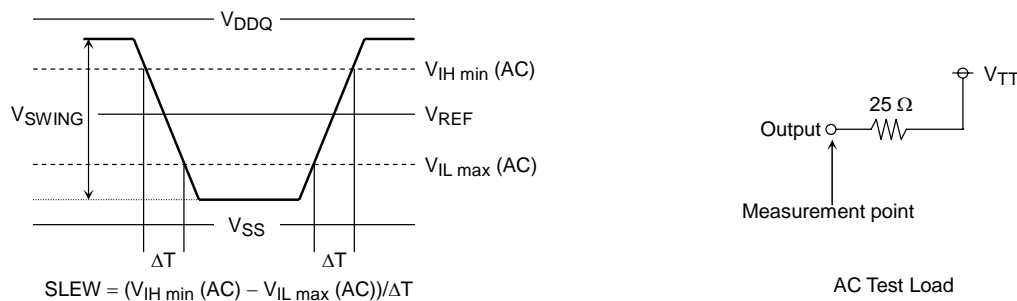 VDDQ
VIH min (AC)
VSWING
VREF
VIL max (AC)
VSS
ΔT
ΔT
SLEW = (VIH min (AC) − VIL max (AC))/ΔT
VTT
25 Ω
Output
Measurement point
AC Test Load